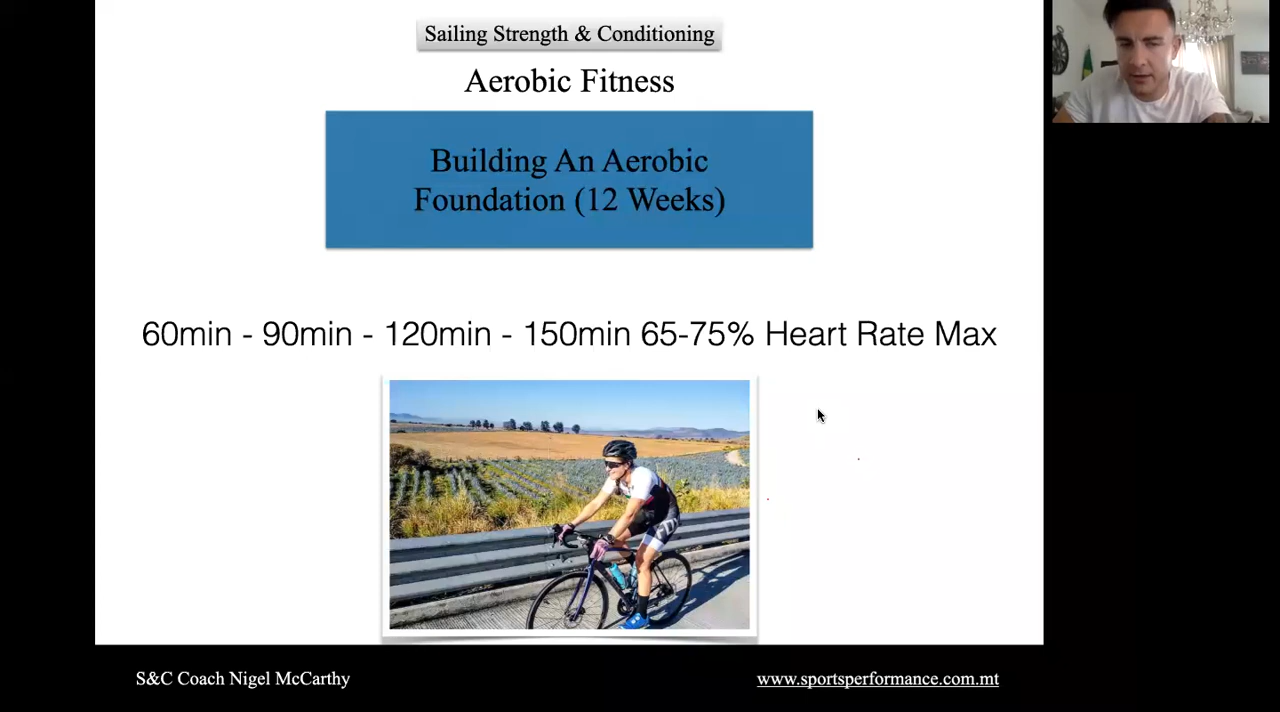 Sailing Strength & Conditioning
Aerobic Fitness
Building An Aerobic
Foundation (12 Weeks)
60min - 90min - 120min - 150min 65-75% Heart Rate Max
S&C Coach Nigel McCarthy
www.sportsperformance.com.mt